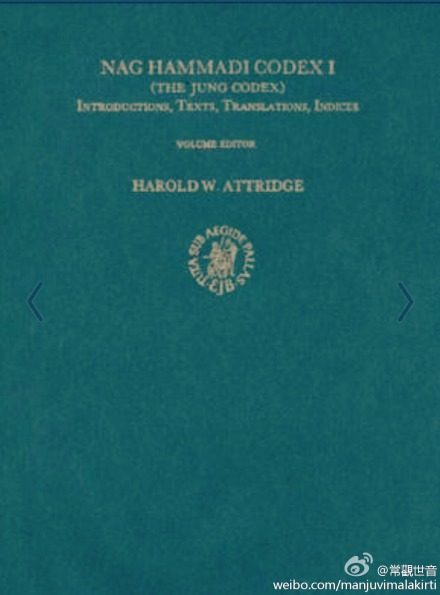 NAG HAMMADI CODEX I
(THE JUNG CODEX)
INTRODUCTIONS, TEXTS, TRANSLATIONS, INDICES
VOLUME EDITOR
HAROLD W. ATTRIDGE
TUTA SUB AEGIDE PALLAS
EJB
@常觀世音
weibo.com/manjuvimalakirti